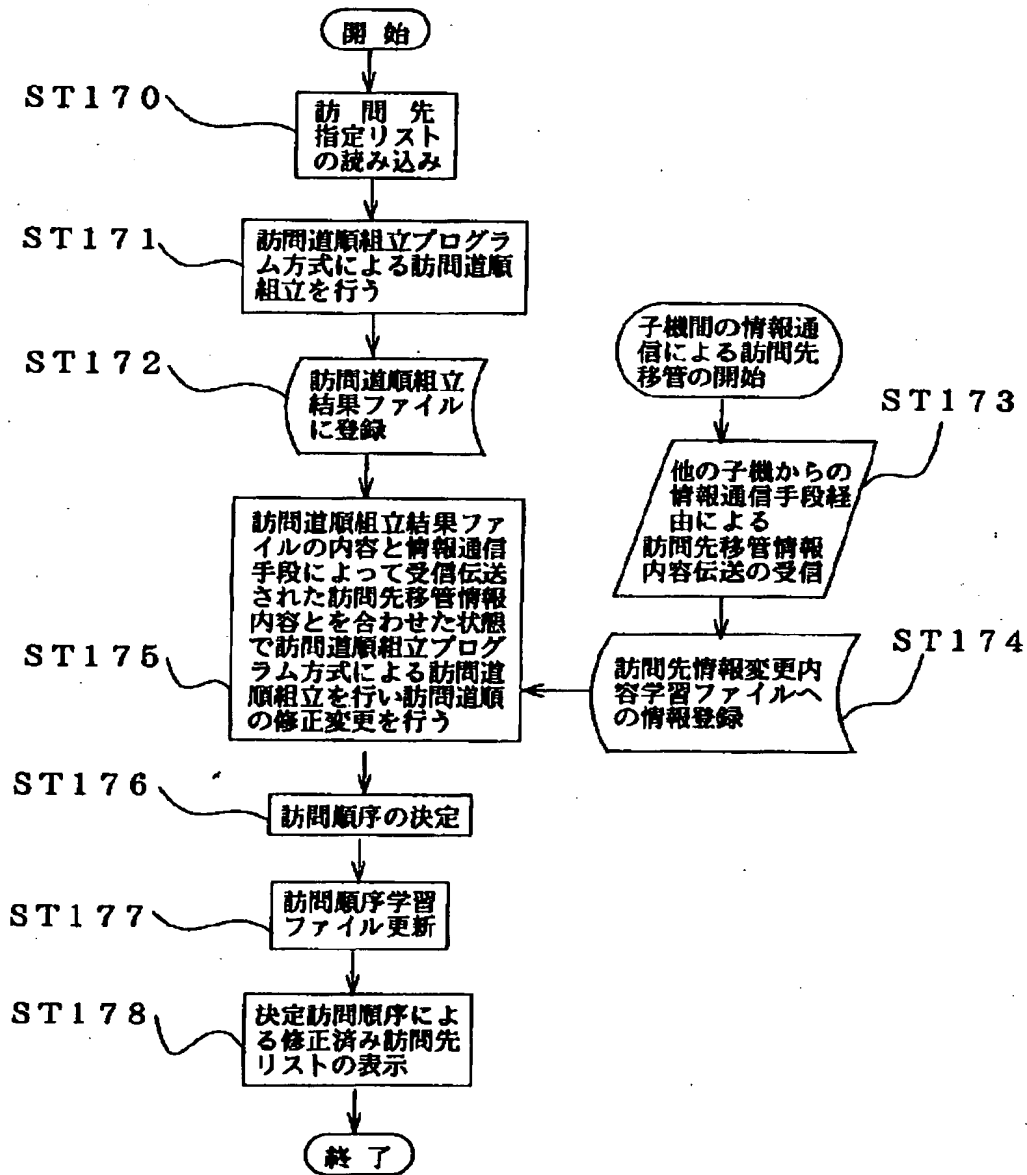 開始
ST170
訪問先
指定リスト
の読み込み
ST171
訪問道順組立プログラ
ム方式による訪問道順
組立を行う
ST172
訪問道順組立
結果ファイル
に登録
子機間の情報通
信による訪問先
移管の開始
ST173
他の子機からの
情報通信手段経
由による
訪問先移管情報
内容伝送の受信
ST174
訪問先情報変更内
容学習ファイルへ
の情報登録
ST175
訪問道順組立結果ファ
イルの内容と情報通信
手段によって受信伝送
された訪問先移管情報
内容とを合わせた状態
で訪問道順組立プログ
ラム方式による訪問道
順組立を行い訪問道順
の修正変更を行う
ST176
訪問順序の決定
ST177
訪問順序学習
ファイル更新
ST178
決定訪問順序によ
る修正済み訪問先
リストの表示
終了